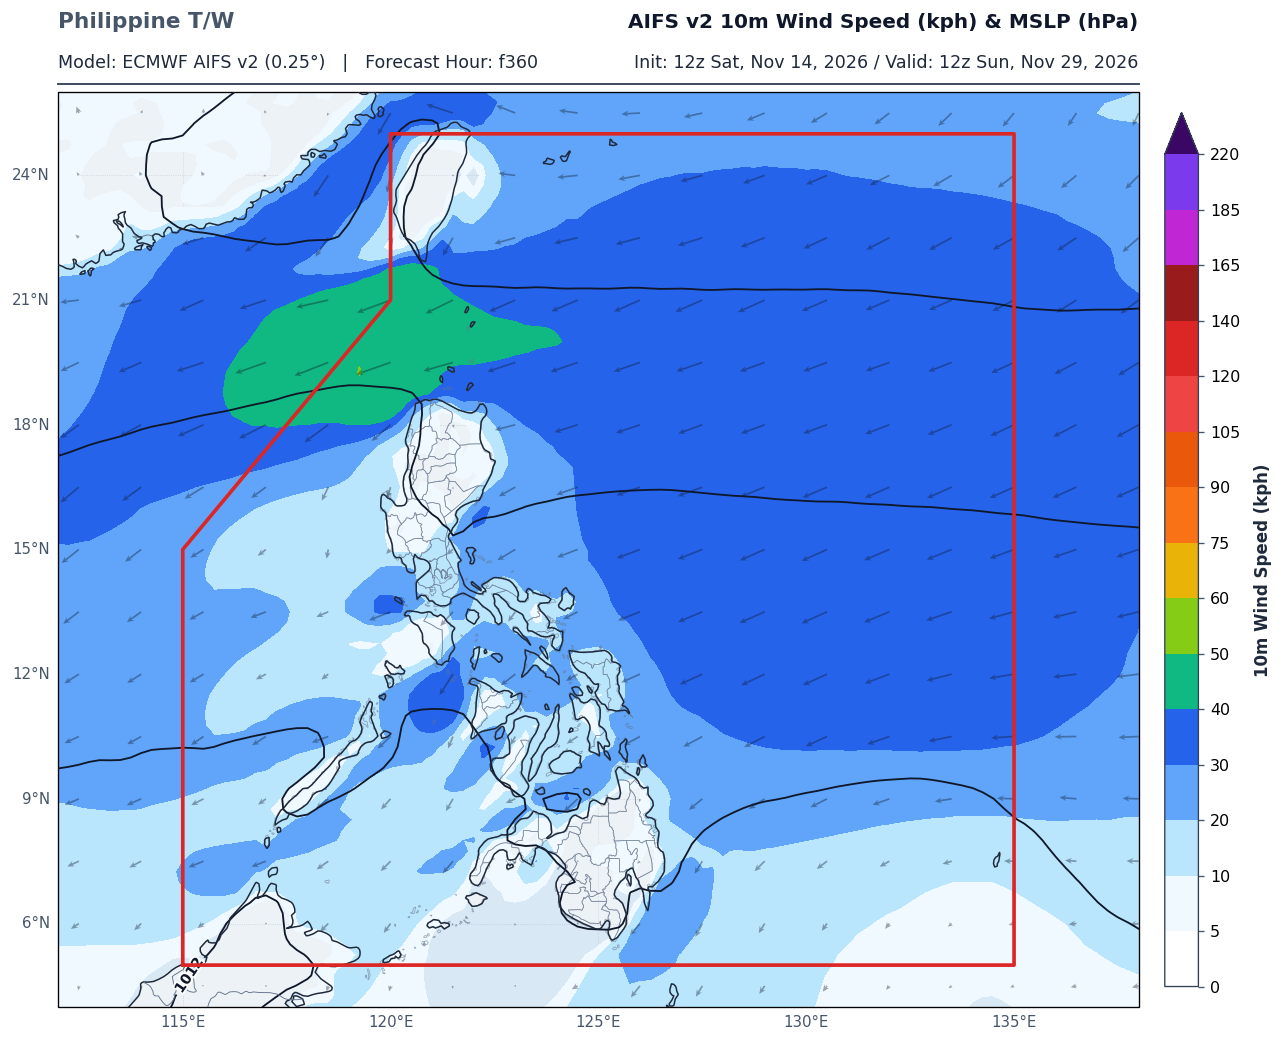 Philippine T/W
AIFS v2 10m Wind Speed (kph) & MSLP (hPa)
Model: ECMWF AIFS v2 (0.25°) | Forecast Hour: f360
Init: 12z Sat, Nov 14, 2026 / Valid: 12z Sun, Nov 29, 2026
24°N
21°N
18°N
15°N
12°N
9°N
6°N
1012
115°E
120°E
125°E
130°E
135°E
220
185
165
140
120
105
90
75
60
50
40
30
20
10
5
0
10m Wind Speed (kph)